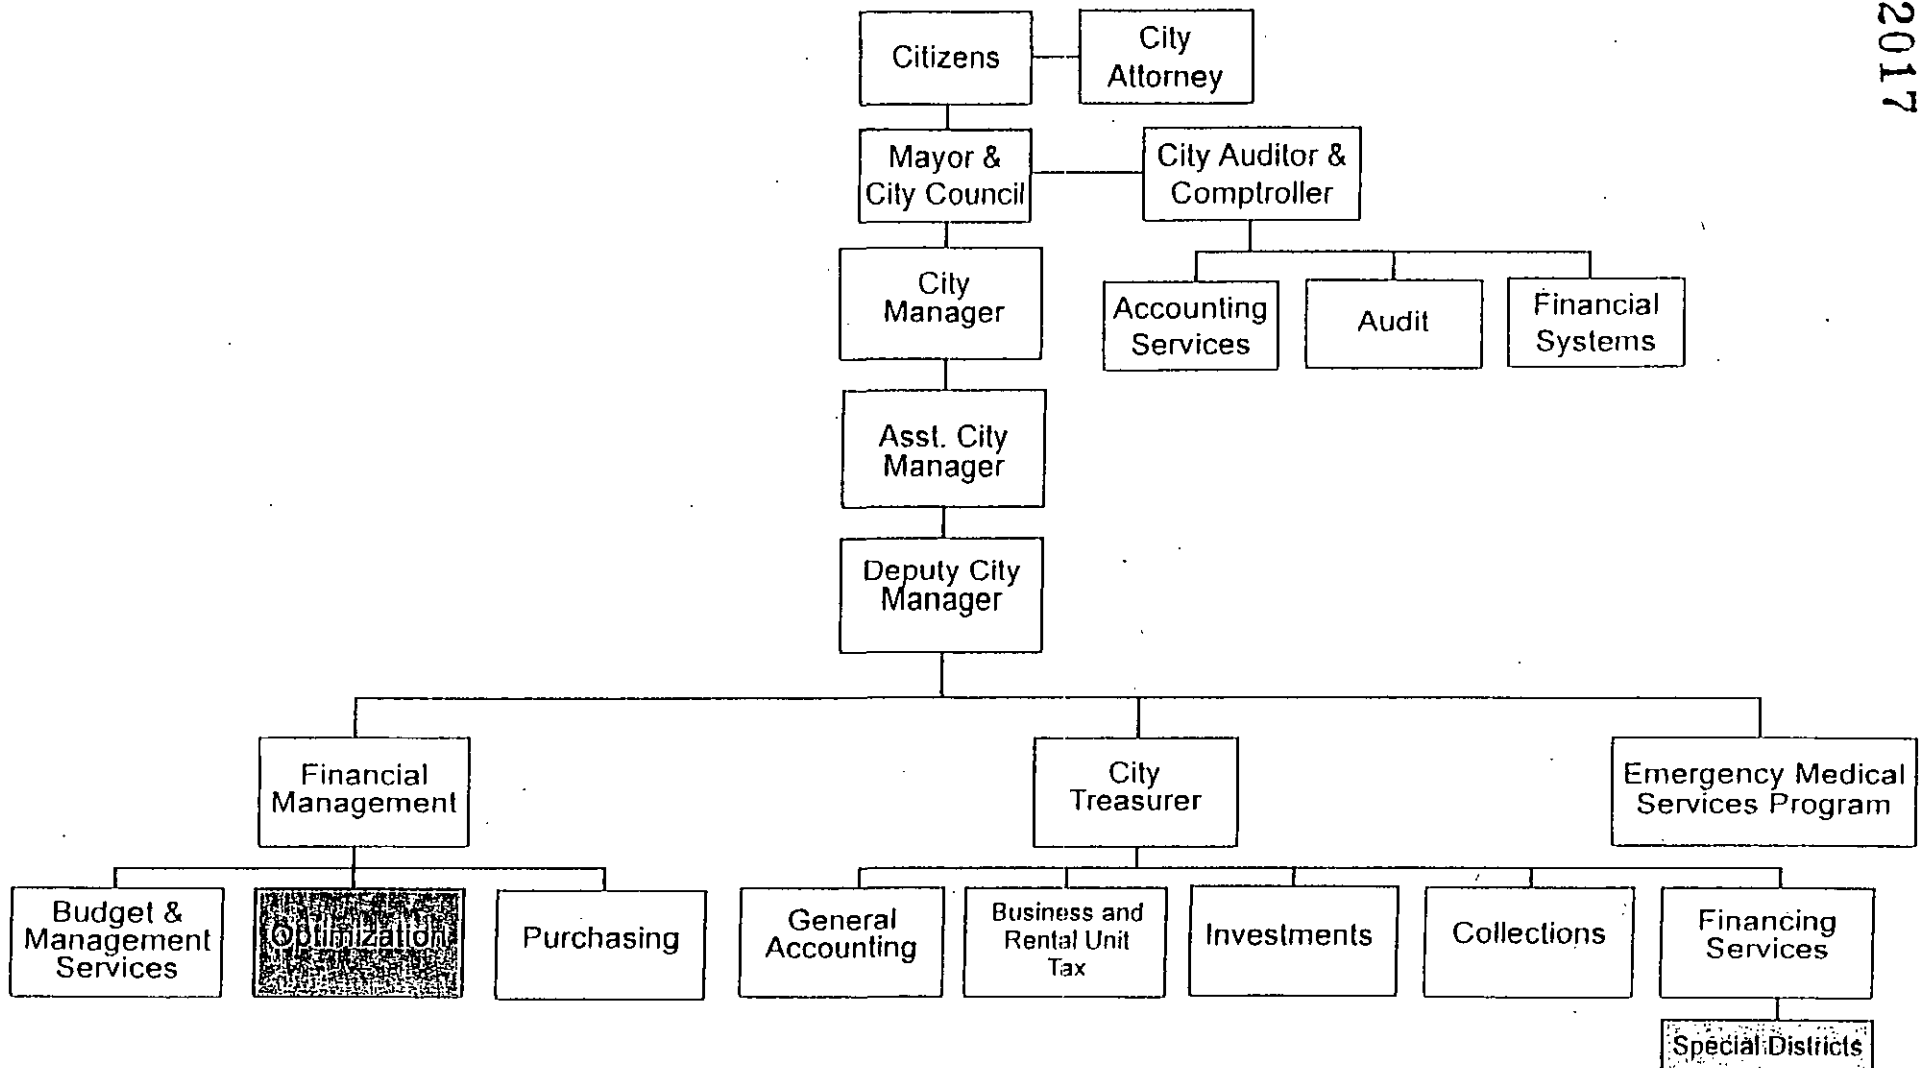 2017
Citizens
City
Attorney
Mayor &
City Council
City Auditor &
Comptroller
City
Manager
Accounting
Services
Audit
Financial
Systems
Asst. City
Manager
Deputy City
Manager
Financial
Management
City
Treasurer
Emergency Medical
Services Program
Budget &
Management
Services
Optimization
Purchasing
General
Accounting
Business and
Rental Unit
Tax
Investments
Collections
Financing
Services
Special Districts